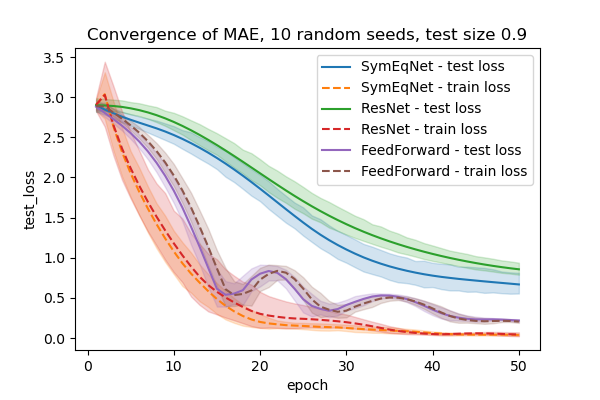 Convergence of MAE, 10 random seeds, test size 0.9
3.5
3.0
2.5
2.0
1.5
1.0
0.5
0.0
test_loss
SymEqNet - test loss
SymEqNet - train loss
ResNet - test loss
ResNet - train loss
FeedForward - test loss
FeedForward - train loss
0 10 20 30 40 50
epoch